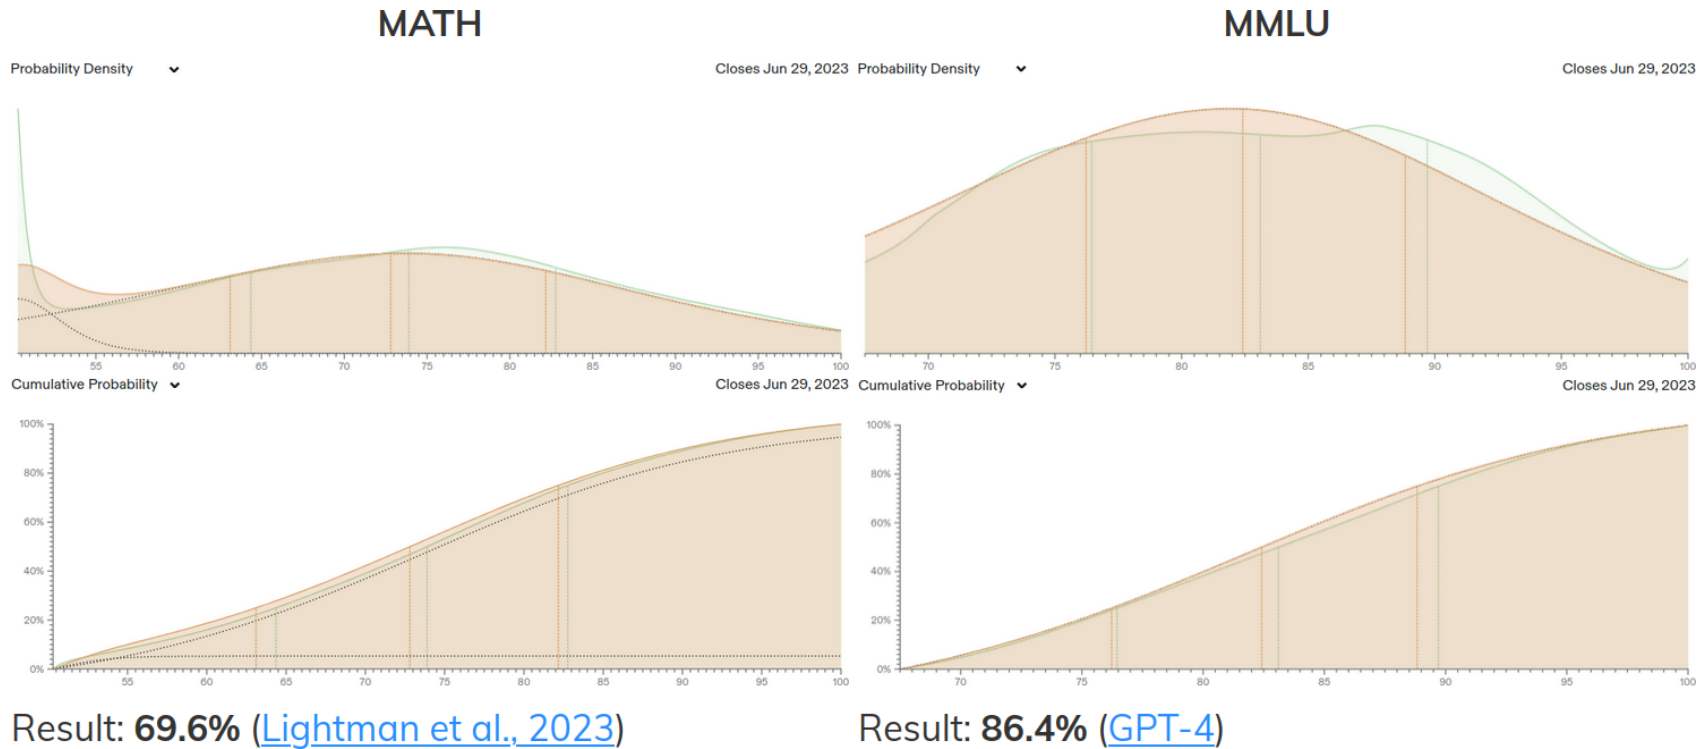 MATH
Probability Density
Closes Jun 29, 2023
55 60 65 70 75 80 85 90 95 100
Cumulative Probability
Closes Jun 29, 2023
100%
80%
60%
40%
20%
0%
55 60 65 70 75 80 85 90 95 100
Result: 69.6% (Lightman et al., 2023)
MMLU
Probability Density
Closes Jun 29, 2023
70 75 80 85 90 95 100
Cumulative Probability
Closes Jun 29, 2023
100%
80%
60%
40%
20%
0%
70 75 80 85 90 95 100
Result: 86.4% (GPT-4)